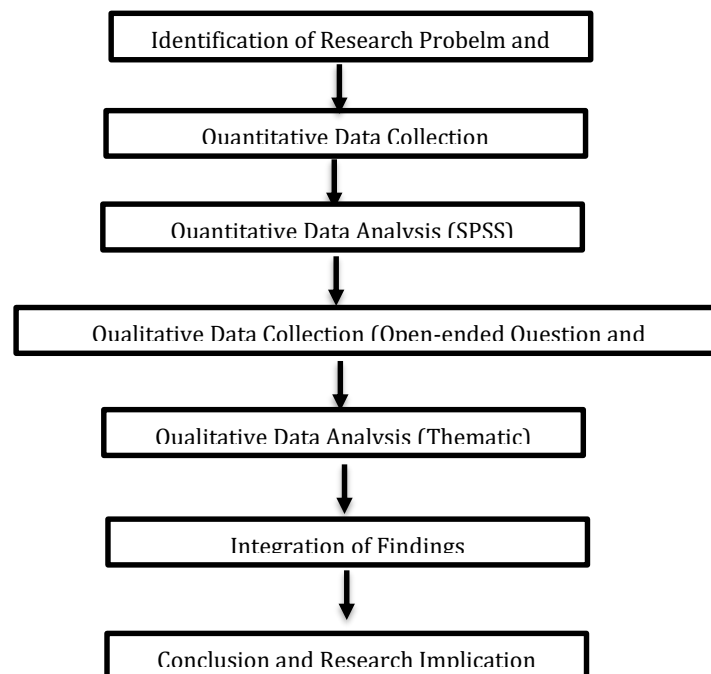 Identification of Research Probelm and
Quantitative Data Collection
Quantitative Data Analysis (SPSS)
Qualitative Data Collection (Open-ended Question and
Qualitative Data Analysis (Thematic)
Integration of Findings
Conclusion and Research Implication